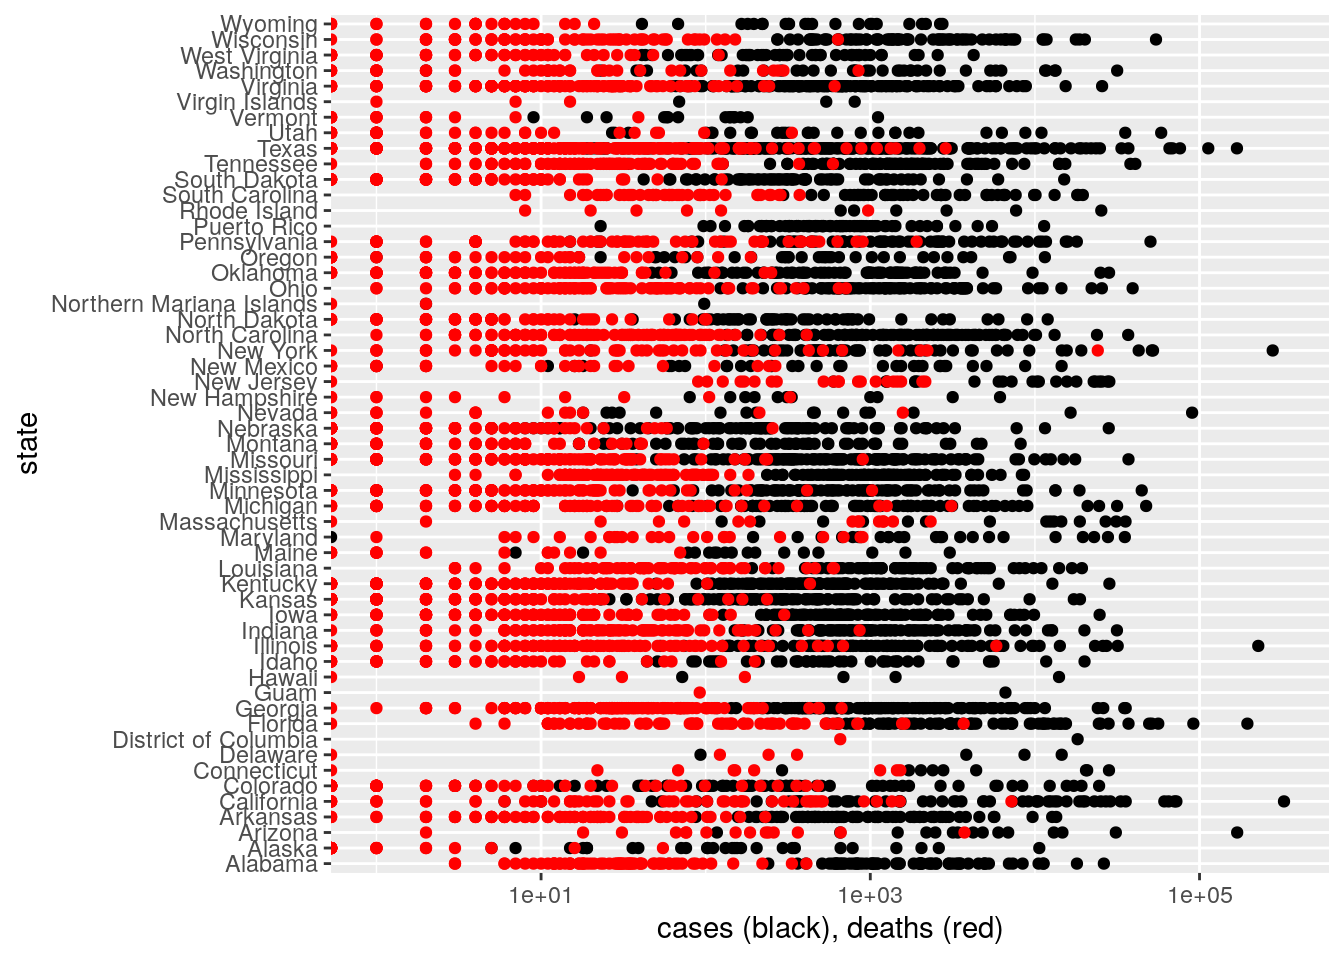 Wyoming
Wisconsin
West Virginia
Washington
Virginia
Virgin Islands
Vermont
Utah
Texas
Tennessee
South Dakota
South Carolina
Rhode Island
Puerto Rico
Pennsylvania
Oregon
Oklahoma
Ohio
Northern Mariana Islands
North Dakota
North Carolina
New York
New Mexico
New Jersey
New Hampshire
Nevada
Nebraska
Montana
Missouri
Mississippi
Minnesota
Michigan
Massachusetts
Maryland
Maine
Louisiana
Kentucky
Kansas
Iowa
Indiana
Illinois
Idaho
Hawaii
Guam
Georgia
Florida
District of Columbia
Delaware
Connecticut
Colorado
California
Arkansas
Arizona
Alaska
Alabama
state
1e+01 1e+03 1e+05
cases (black), deaths (red)